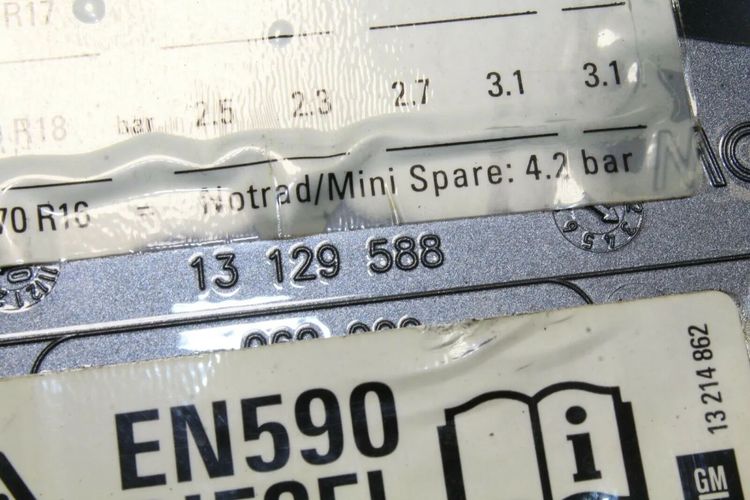 R17
R18 bar 2.5 2.3 2.7 3.1 3.1
70 R16 = Notrad/Mini Spare: 4.2 bar
13 129 588
EN590
DIESEL
i
13 214 862
GM